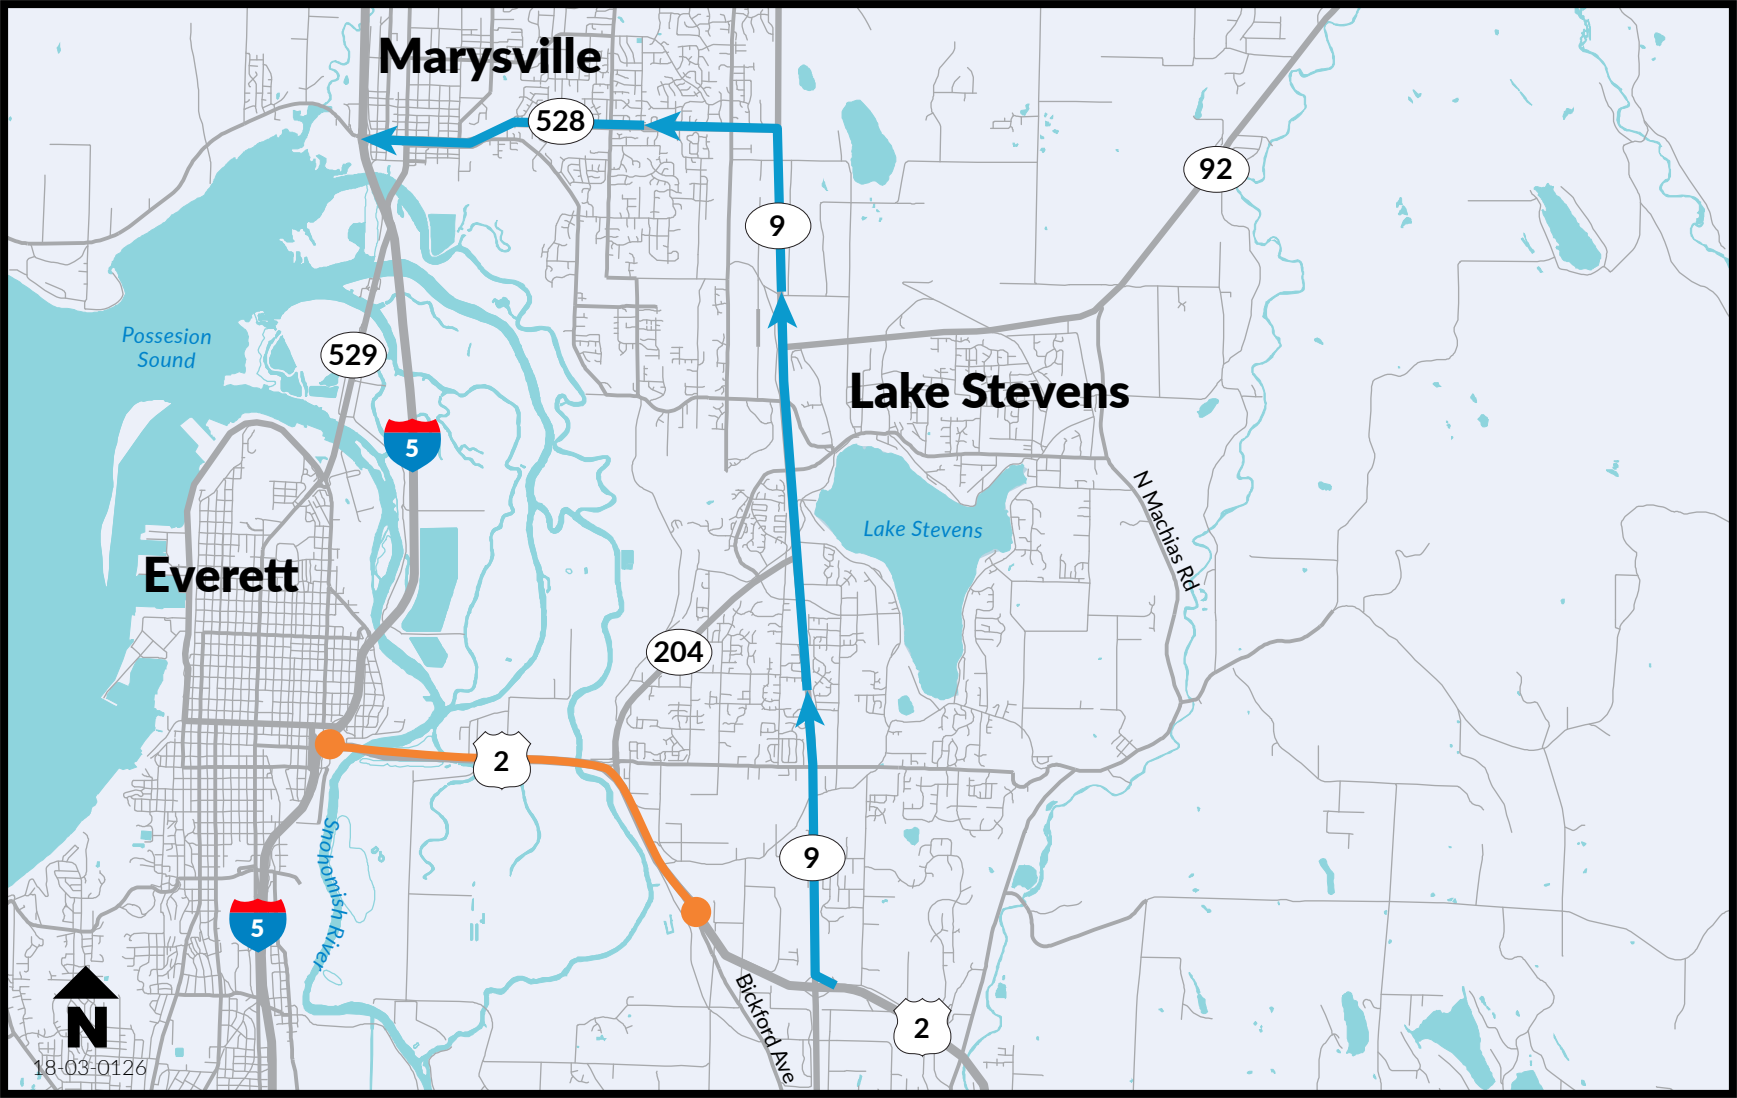 Marysville
528
92
9
Possesion
Sound
529
Lake Stevens
5
N Machias Rd
Lake Stevens
Everett
204
2
Snohomish River
9
5
Bickford Ave
2
N
18-03-0126